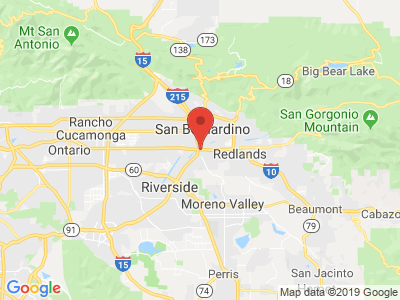 173
138
Mt San
Antonio
15
18
Big Bear Lake
215
San Gorgonio
Mountain
Rancho
Cucamonga
San B nardino
Ontario
Redlands
60
10
Riverside
Moreno Valley
Beaumont
Cabazo
91
79
15
74
Perris
San Jacinto
Google
Map data ©2019 Google